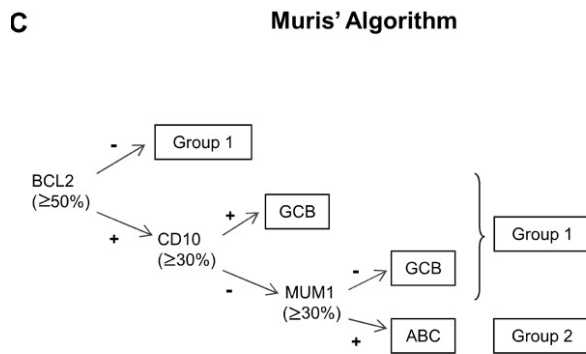 C
Muris' Algorithm
-
Group 1
BCL2
(≥50%)
+
CD10
(≥30%)
+
GCB
-
MUM1
(≥30%)
-
GCB
+
ABC
Group 1
Group 2